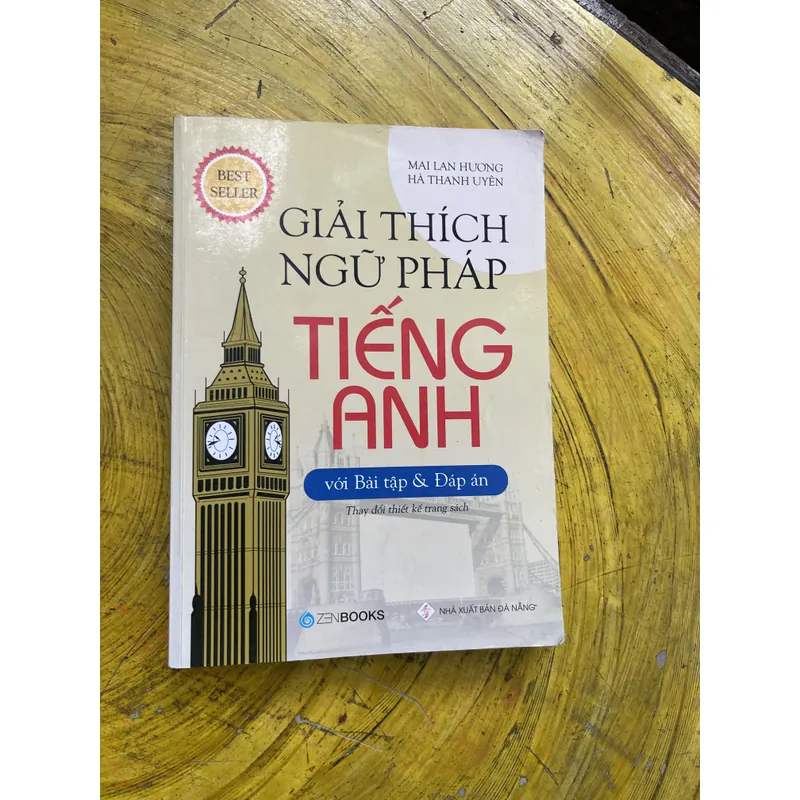 BEST
SELLER
MAI LAN HƯƠNG
HÀ THANH UYÊN
GIẢI THÍCH
NGỮ PHÁP
TIẾNG
ANH
với Bài tập & Đáp án
Thay đổi thiết kế trang sách
ZENBOOKS
NHÀ XUẤT BẢN ĐÀ NẴNG